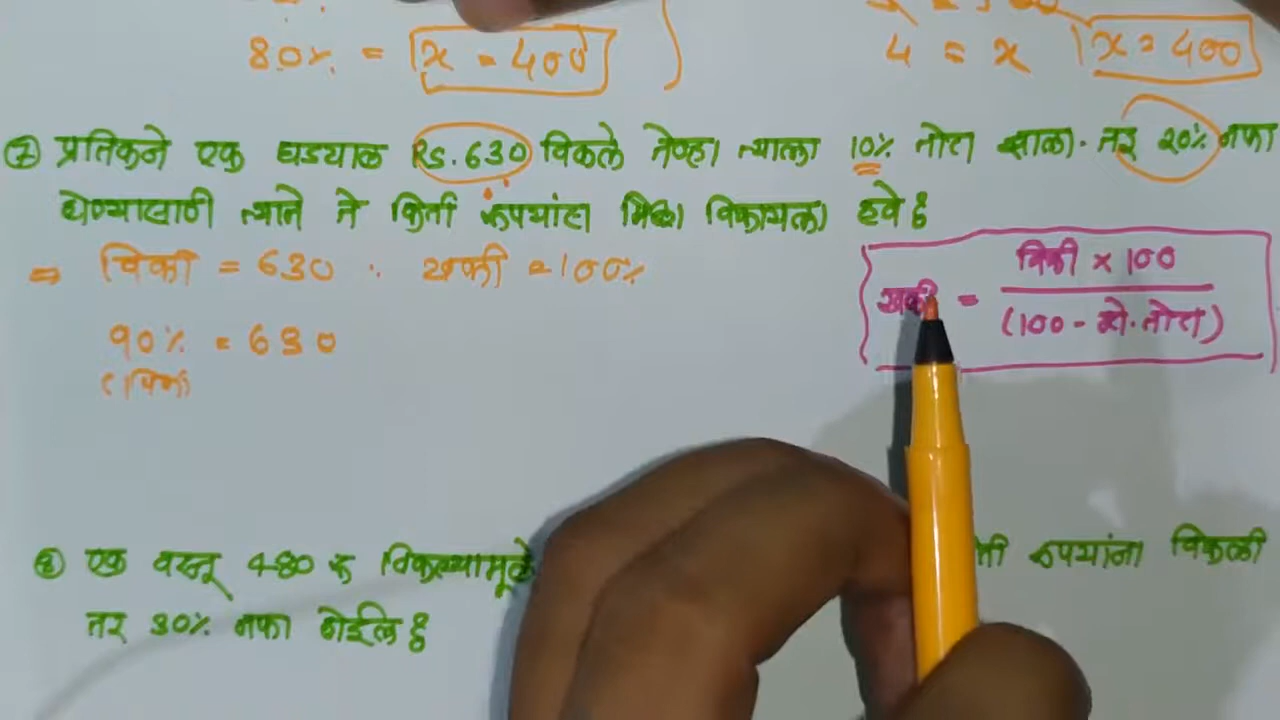 80% = x = 400
4 = x x = 400
⑦ प्रतिकने एक घड्याळ Rs.630 विकले तेव्हा त्याला 10% तोटा झाला. तर 20% नफा
घेण्यासाठी त्याने ते किती रुपयांना विकायला हवे?
⇒ विक्री = 630 . खरेदी = 100%
खरेदी = विक्री × 100
(100 - शे.तोटा)
90% = 630
(विक्री)
⑧ एक वस्तू 480 रु विकल्यामूळे रुपयांना विकली
तर 30% नफा होईल?